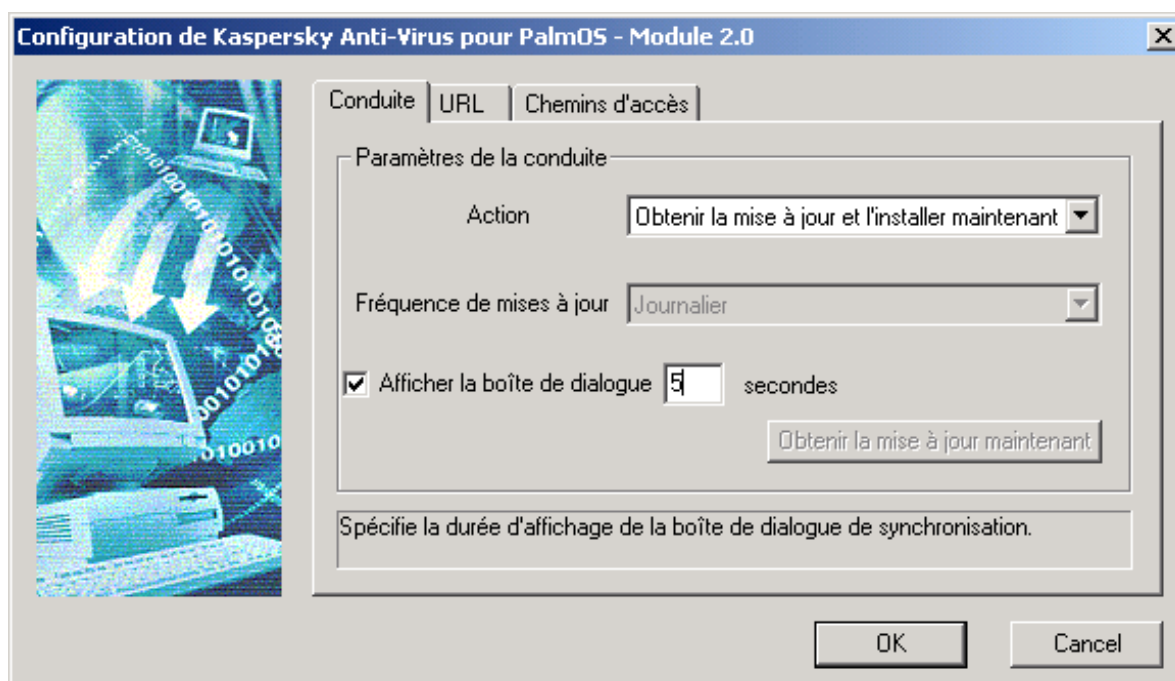 Configuration de Kaspersky Anti-Virus pour PalmOS - Module 2.0
Conduite URL Chemins d'accès
Paramètres de la conduite
Action Obtenir la mise à jour et l'installer maintenant
Fréquence de mises à jour Journalier
Afficher la boîte de dialogue 5 secondes
Obtenir la mise à jour maintenant
Spécifie la durée d'affichage de la boîte de dialogue de synchronisation.
OK Cancel